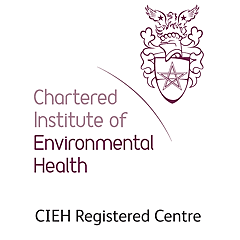 Chartered
Institute of
Environmental
Health
CIEH Registered Centre